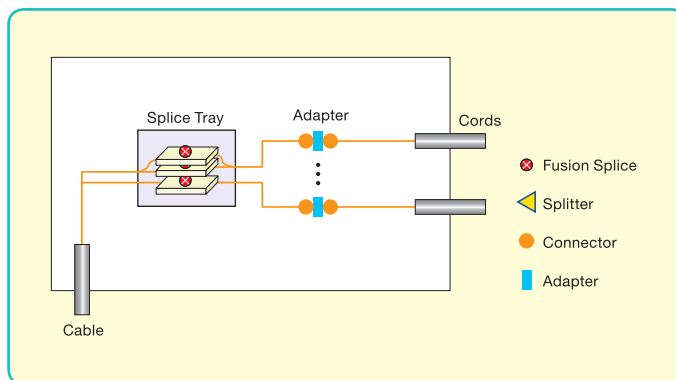 Splice Tray
Adapter
Cords
Fusion Splice
Splitter
Connector
Adapter
Cable